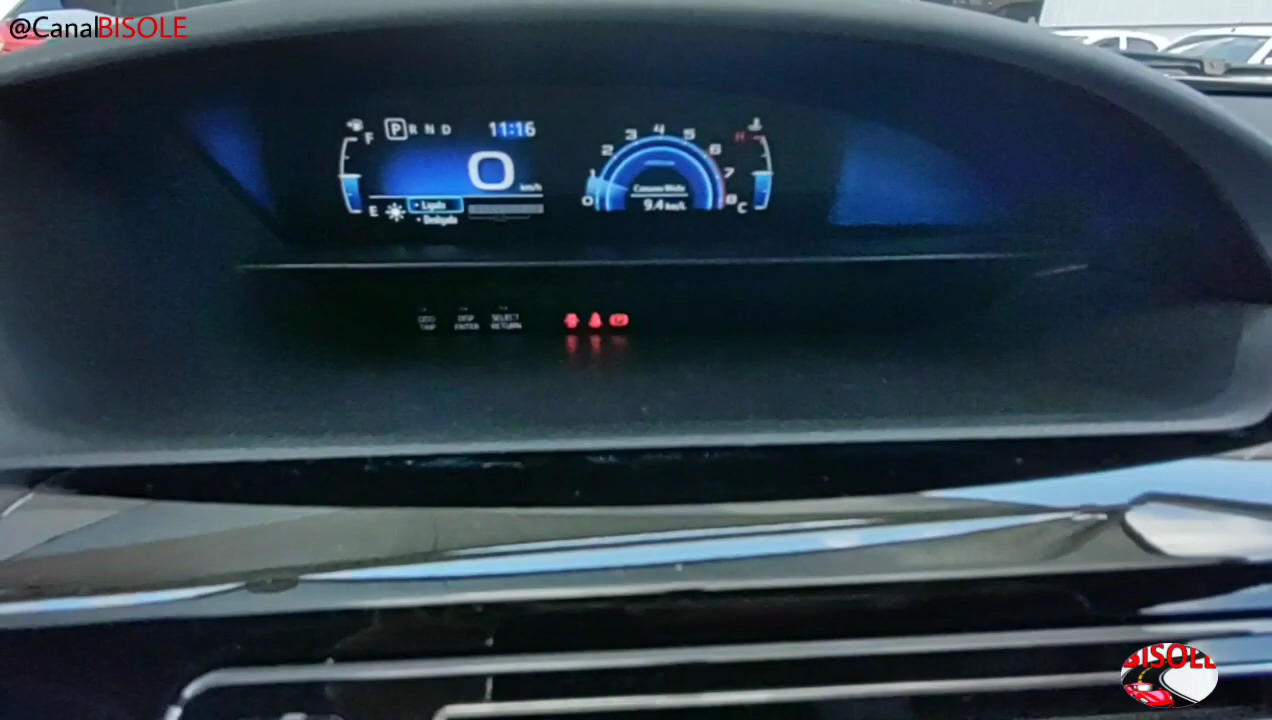 @CanalBISOLE
F
P R N D 11:16
0 km/h
E
• Ligado
• Desligado
0 1 2 3 4 5 6 7 8
Consumo Médio
9.4 km/L
H
C
ODO TRIP
DISP ENTER
SELECT RETURN
BISOLE